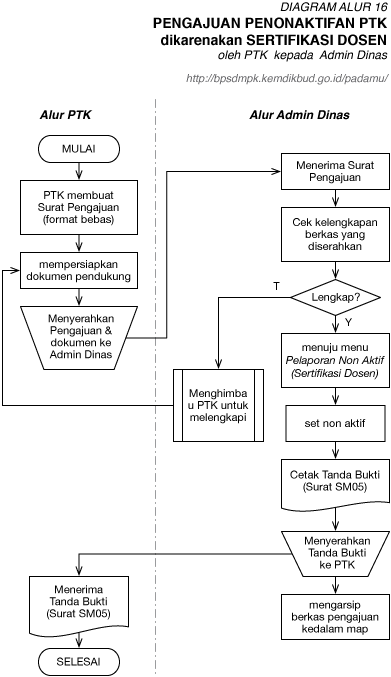 DIAGRAM ALUR 16
PENGAJUAN PENONAKTIFAN PTK
dikarenakan SERTIFIKASI DOSEN
oleh PTK kepada Admin Dinas
http://bpsdmpk.kemdikbud.go.id/padamu/
Alur PTK
MULAI
PTK membuat
Surat Pengajuan
(format bebas)
mempersiapkan
dokumen pendukung
Menyerahkan
Pengajuan &
dokumen ke
Admin Dinas
Alur Admin Dinas
Menerima Surat
Pengajuan
Cek kelengkapan
berkas yang
diserahkan
Lengkap?
T
Y
Menghimba
u PTK untuk
melengkapi
menuju menu
Pelaporan Non Aktif
(Sertifikasi Dosen)
set non aktif
Cetak Tanda Bukti
(Surat SM05)
Menyerahkan
Tanda Bukti
ke PTK
mengarsip
berkas pengajuan
kedalam map
Menerima
Tanda Bukti
(Surat SM05)
SELESAI